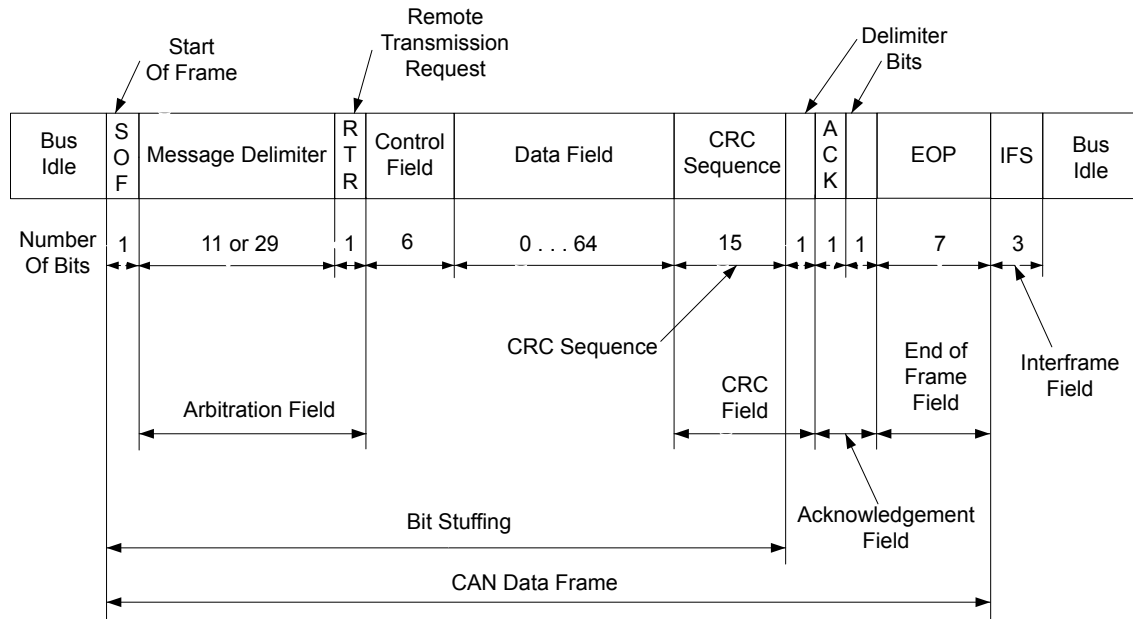 Start
Of Frame
Remote
Transmission
Request
Delimiter
Bits
Bus
Idle
S
O
F
Message Delimiter
R
T
R
Control
Field
Data Field
CRC
Sequence
A
C
K
EOP
IFS
Bus
Idle
Number
Of Bits
1
11 or 29
1
6
0 . . . 64
15
1
1
1
7
3
CRC Sequence
Arbitration Field
CRC
Field
End of
Frame
Field
Interframe
Field
Bit Stuffing
Acknowledgement
Field
CAN Data Frame